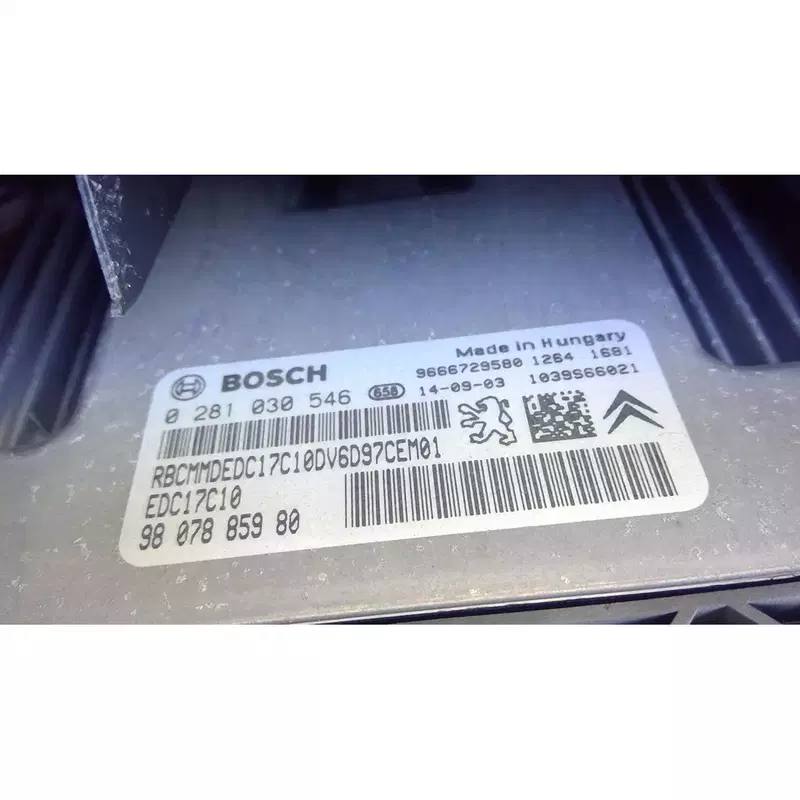 Made in Hungary
BOSCH
9666729580 1264 1681
0 281 030 546 658 14-09-03 1039S66021
RBCMMDEDC17C10DV6D97CEM01
EDC17C10
98 078 859 80